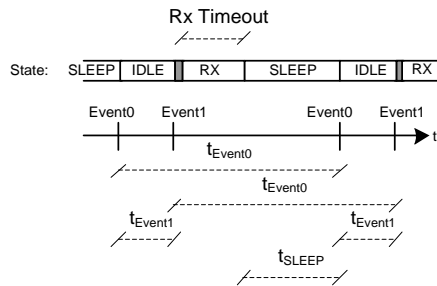 Rx Timeout
State: SLEEP IDLE RX SLEEP IDLE RX
Event0 Event1 Event0 Event1
t
tEvent0
tEvent0
tEvent1 tEvent1
tSLEEP